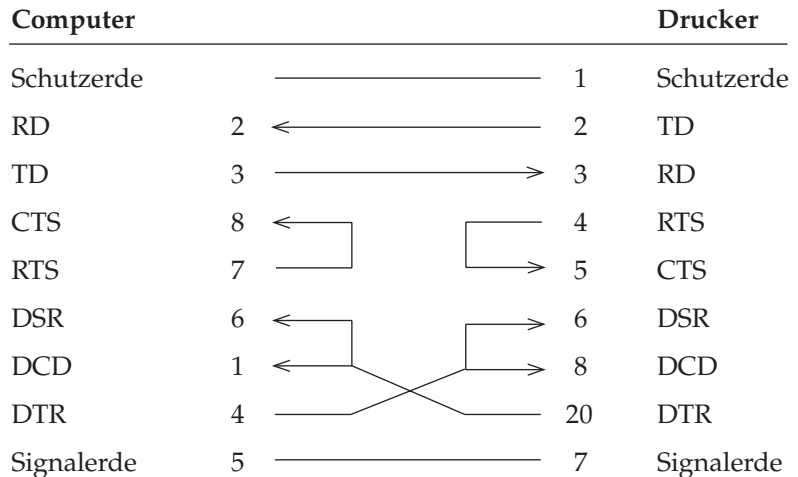 Computer Drucker
Schutzerde 1 Schutzerde
RD 2 2 TD
TD 3 3 RD
CTS 8 4 RTS
RTS 7 5 CTS
DSR 6 6 DSR
DCD 1 8 DCD
DTR 4 20 DTR
Signalerde 5 7 Signalerde